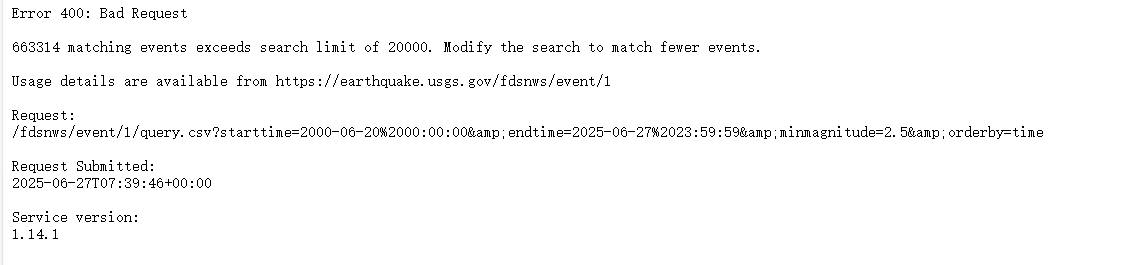 Error 400: Bad Request
663314 matching events exceeds search limit of 20000. Modify the search to match fewer events.
Usage details are available from https://earthquake.usgs.gov/fdsnws/event/1
Request:
/fdsnws/event/1/query.csv?starttime=2000-06-20%2000:00:00&amp;endtime=2025-06-27%2023:59:59&amp;minmagnitude=2.5&amp;orderby=time
Request Submitted:
2025-06-27T07:39:46+00:00
Service version:
1.14.1